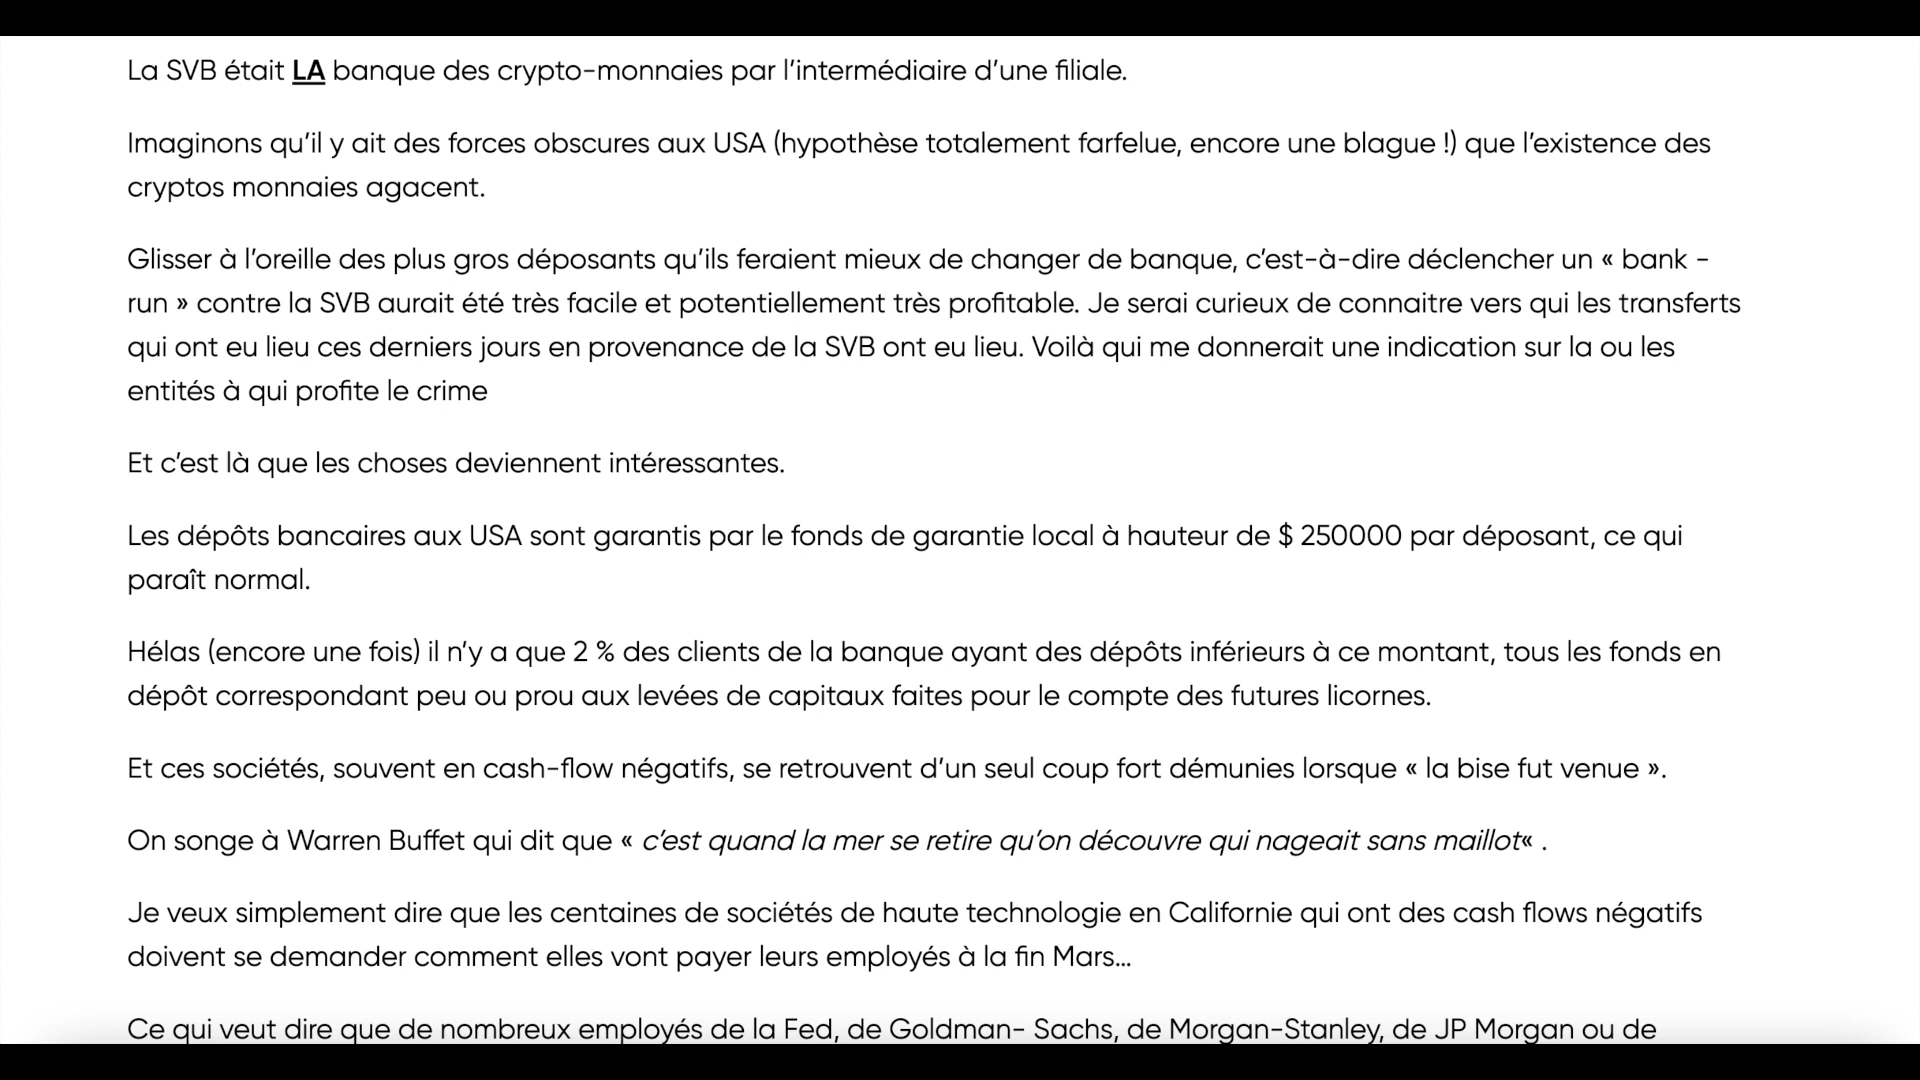 La SVB était LA banque des crypto-monnaies par l’intermédiaire d’une filiale.
Imaginons qu’il y ait des forces obscures aux USA (hypothèse totalement farfelue, encore une blague !) que l’existence des
cryptos monnaies agacent.
Glisser à l’oreille des plus gros déposants qu’ils feraient mieux de changer de banque, c’est-à-dire déclencher un « bank -
run » contre la SVB aurait été très facile et potentiellement très profitable. Je serai curieux de connaitre vers qui les transferts
qui ont eu lieu ces derniers jours en provenance de la SVB ont eu lieu. Voilà qui me donnerait une indication sur la ou les
entités à qui profite le crime
Et c’est là que les choses deviennent intéressantes.
Les dépôts bancaires aux USA sont garantis par le fonds de garantie local à hauteur de $ 250000 par déposant, ce qui
paraît normal.
Hélas (encore une fois) il n’y a que 2 % des clients de la banque ayant des dépôts inférieurs à ce montant, tous les fonds en
dépôt correspondant peu ou prou aux levées de capitaux faites pour le compte des futures licornes.
Et ces sociétés, souvent en cash-flow négatifs, se retrouvent d’un seul coup fort démunies lorsque « la bise fut venue ».
On songe à Warren Buffet qui dit que « c’est quand la mer se retire qu’on découvre qui nageait sans maillot« .
Je veux simplement dire que les centaines de sociétés de haute technologie en Californie qui ont des cash flows négatifs
doivent se demander comment elles vont payer leurs employés à la fin Mars…
Ce qui veut dire que de nombreux employés de la Fed, de Goldman- Sachs, de Morgan-Stanley, de JP Morgan ou de